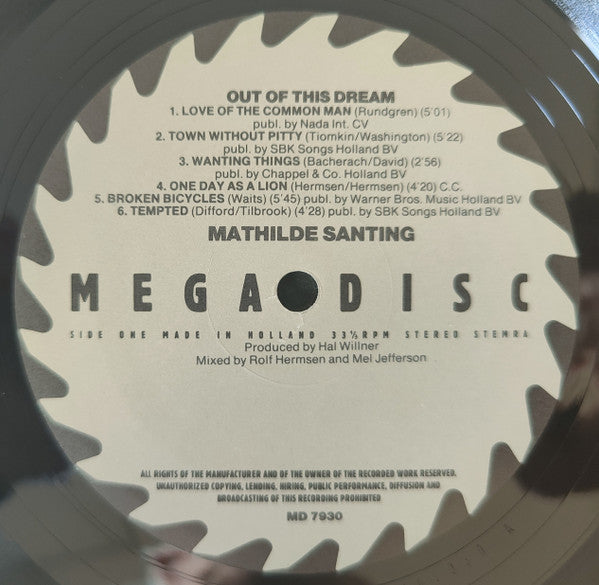 OUT OF THIS DREAM
1. LOVE OF THE COMMON MAN (Rundgren) (5'01)
publ. by Nada Int. CV
2. TOWN WITHOUT PITTY (Tiomkin/Washington) (5'22)
publ. by SBK Songs Holland BV
3. WANTING THINGS (Bacherach/David) (2'56)
publ. by Chappel & Co. Holland BV
4. ONE DAY AS A LION (Hermsen/Hermsen) (4'20) C.C.
5. BROKEN BICYCLES (Waits) (5'45) publ. by Warner Bros. Music Holland BV
6. TEMPTED (Difford/Tilbrook) (4'28) publ. by SBK Songs Holland BV
MATHILDE SANTING
MEGADISC
SIDE ONE MADE IN HOLLAND 33⅓RPM STEREO STEMRA
Produced by Hal Willner
Mixed by Rolf Hermsen and Mel Jefferson
ALL RIGHTS OF THE MANUFACTURER AND OF THE OWNER OF THE RECORDED WORK RESERVED.
UNAUTHORIZED COPYING, LENDING, HIRING, PUBLIC PERFORMANCE, DIFFUSION AND
BROADCASTING OF THIS RECORDING PROHIBITED
MD 7930